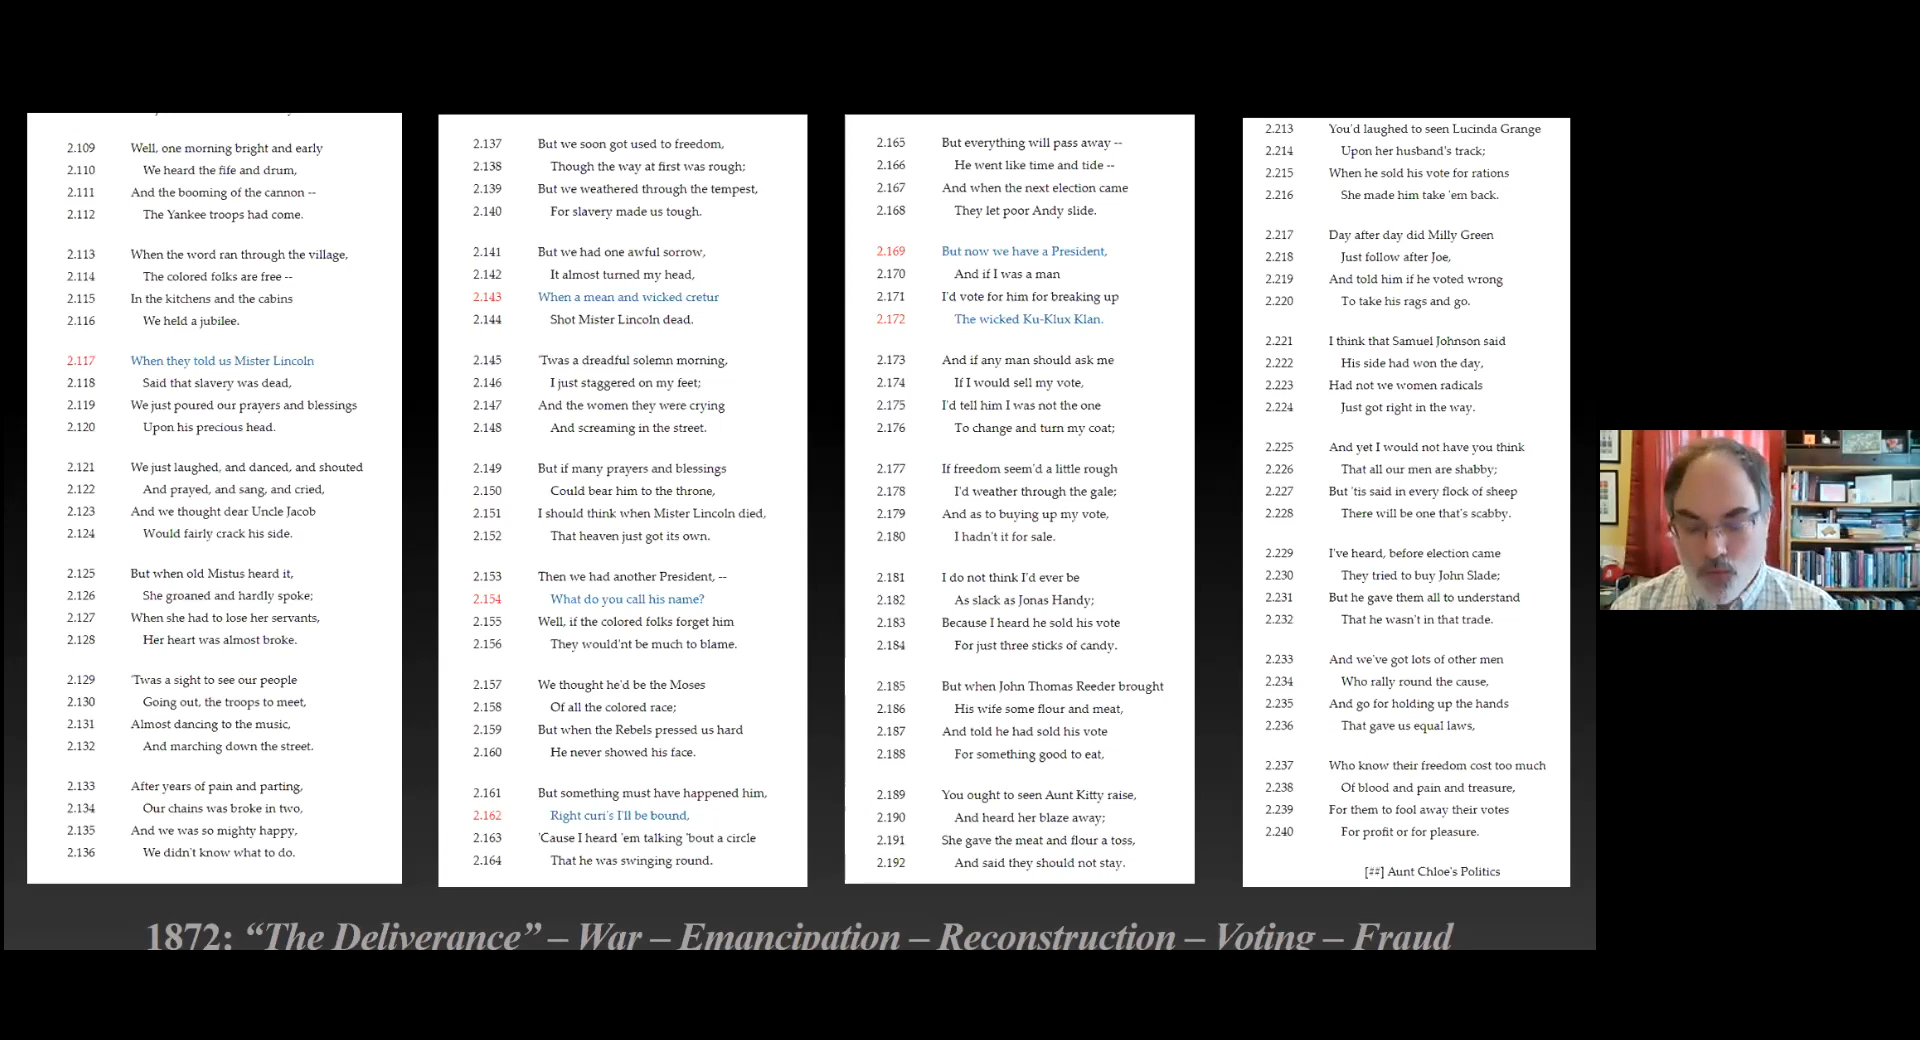 2.109 Well, one morning bright and early
2.110 We heard the fife and drum,
2.111 And the booming of the cannon --
2.112 The Yankee troops had come.
2.113 When the word ran through the village,
2.114 The colored folks are free --
2.115 In the kitchens and the cabins
2.116 We held a jubilee.
2.117 When they told us Mister Lincoln
2.118 Said that slavery was dead,
2.119 We just poured our prayers and blessings
2.120 Upon his precious head.
2.121 We just laughed, and danced, and shouted
2.122 And prayed, and sang, and cried,
2.123 And we thought dear Uncle Jacob
2.124 Would fairly crack his side.
2.125 But when old Mistus heard it,
2.126 She groaned and hardly spoke;
2.127 When she had to lose her servants,
2.128 Her heart was almost broke.
2.129 'Twas a sight to see our people
2.130 Going out, the troops to meet,
2.131 Almost dancing to the music,
2.132 And marching down the street.
2.133 After years of pain and parting,
2.134 Our chains was broke in two,
2.135 And we was so mighty happy,
2.136 We didn't know what to do.
2.137 But we soon got used to freedom,
2.138 Though the way at first was rough;
2.139 But we weathered through the tempest,
2.140 For slavery made us tough.
2.141 But we had one awful sorrow,
2.142 It almost turned my head,
2.143 When a mean and wicked cretur
2.144 Shot Mister Lincoln dead.
2.145 'Twas a dreadful solemn morning,
2.146 I just staggered on my feet;
2.147 And the women they were crying
2.148 And screaming in the street.
2.149 But if many prayers and blessings
2.150 Could bear him to the throne,
2.151 I should think when Mister Lincoln died,
2.152 That heaven just got its own.
2.153 Then we had another President, --
2.154 What do you call his name?
2.155 Well, if the colored folks forget him
2.156 They would'nt be much to blame.
2.157 We thought he'd be the Moses
2.158 Of all the colored race;
2.159 But when the Rebels pressed us hard
2.160 He never showed his face.
2.161 But something must have happened him,
2.162 Right curi's I'll be bound,
2.163 'Cause I heard 'em talking 'bout a circle
2.164 That he was swinging round.
2.165 But everything will pass away --
2.166 He went like time and tide --
2.167 And when the next election came
2.168 They let poor Andy slide.
2.169 But now we have a President,
2.170 And if I was a man
2.171 I'd vote for him for breaking up
2.172 The wicked Ku-Klux Klan.
2.173 And if any man should ask me
2.174 If I would sell my vote,
2.175 I'd tell him I was not the one
2.176 To change and turn my coat;
2.177 If freedom seem'd a little rough
2.178 I'd weather through the gale;
2.179 And as to buying up my vote,
2.180 I hadn't it for sale.
2.181 I do not think I'd ever be
2.182 As slack as Jonas Handy;
2.183 Because I heard he sold his vote
2.184 For just three sticks of candy.
2.185 But when John Thomas Reeder brought
2.186 His wife some flour and meat,
2.187 And told he had sold his vote
2.188 For something good to eat,
2.189 You ought to seen Aunt Kitty raise,
2.190 And heard her blaze away;
2.191 She gave the meat and flour a toss,
2.192 And said they should not stay.
2.213 You'd laughed to seen Lucinda Grange
2.214 Upon her husband's track;
2.215 When he sold his vote for rations
2.216 She made him take 'em back.
2.217 Day after day did Milly Green
2.218 Just follow after Joe,
2.219 And told him if he voted wrong
2.220 To take his rags and go.
2.221 I think that Samuel Johnson said
2.222 His side had won the day,
2.223 Had not we women radicals
2.224 Just got right in the way.
2.225 And yet I would not have you think
2.226 That all our men are shabby;
2.227 But 'tis said in every flock of sheep
2.228 There will be one that's scabby.
2.229 I've heard, before election came
2.230 They tried to buy John Slade;
2.231 But he gave them all to understand
2.232 That he wasn't in that trade.
2.233 And we've got lots of other men
2.234 Who rally round the cause,
2.235 And go for holding up the hands
2.236 That gave us equal laws,
2.237 Who know their freedom cost too much
2.238 Of blood and pain and treasure,
2.239 For them to fool away their votes
2.240 For profit or for pleasure.
[##] Aunt Chloe's Politics
1872: “The Deliverance” – War – Emancipation – Reconstruction – Voting – Fraud